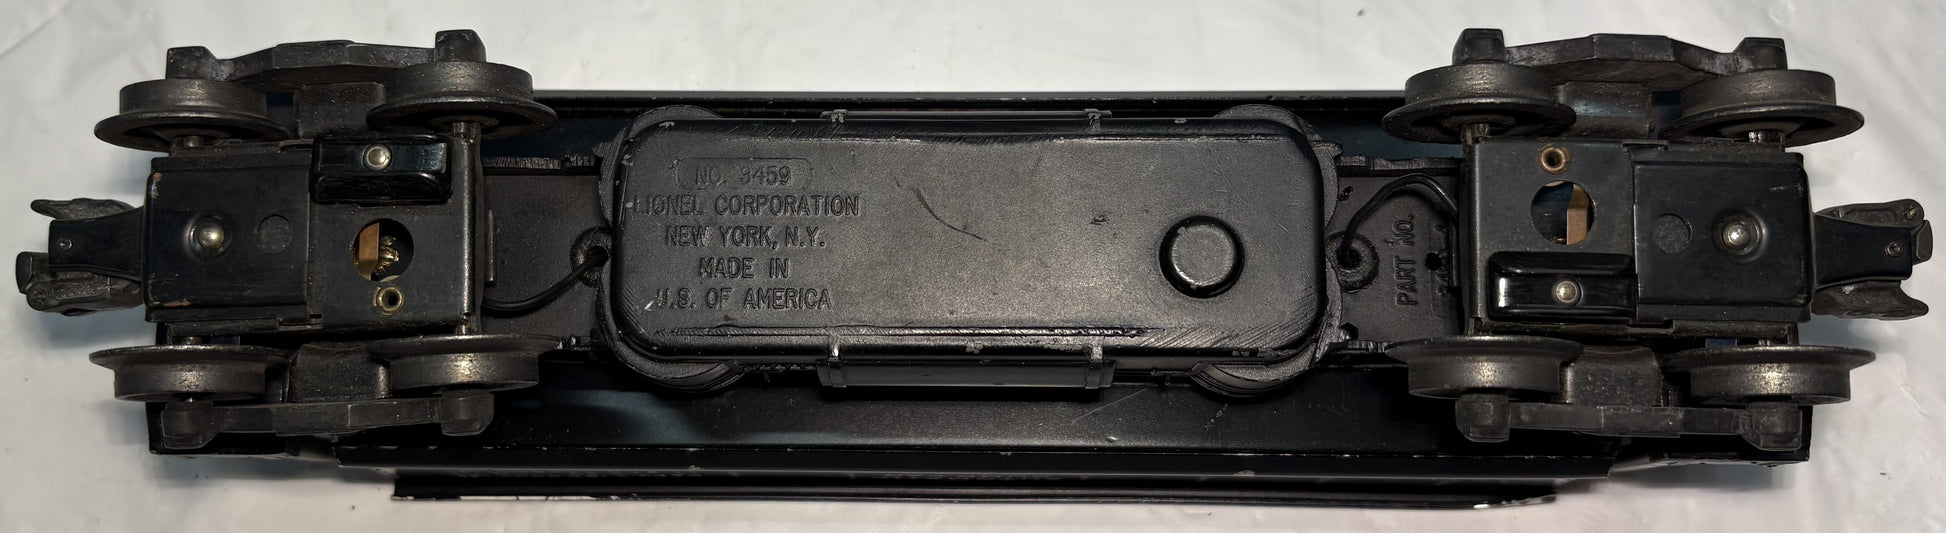 NO. 3459
LIONEL CORPORATION
NEW YORK, N.Y.
MADE IN
U.S. OF AMERICA
PART NO.